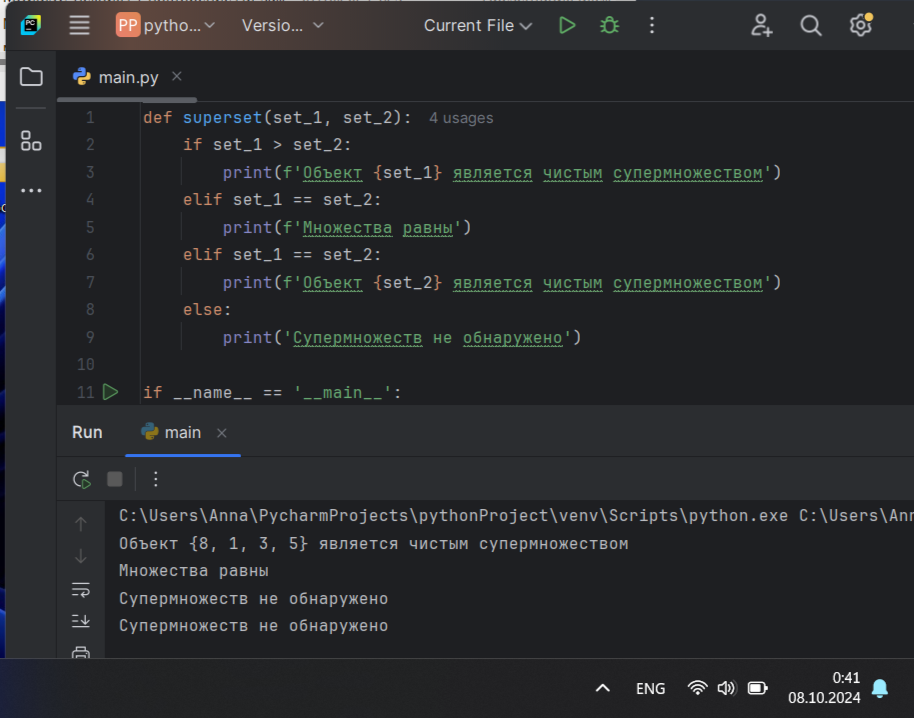 PP pytho... Versio... Current File
main.py
1 def superset(set_1, set_2): 4 usages
2 if set_1 > set_2:
3 print(f'Объект {set_1} является чистым супермножеством')
4 elif set_1 == set_2:
5 print(f'Множества равны')
6 elif set_1 == set_2:
7 print(f'Объект {set_2} является чистым супермножеством')
8 else:
9 print('Супермножеств не обнаружено')
10
11 if __name__ == '__main__':
Run main
C:\Users\Anna\PycharmProjects\pythonProject\venv\Scripts\python.exe C:\Users\Ann
Объект {8, 1, 3, 5} является чистым супермножеством
Множества равны
Супермножеств не обнаружено
Супермножеств не обнаружено
ENG 0:41
08.10.2024